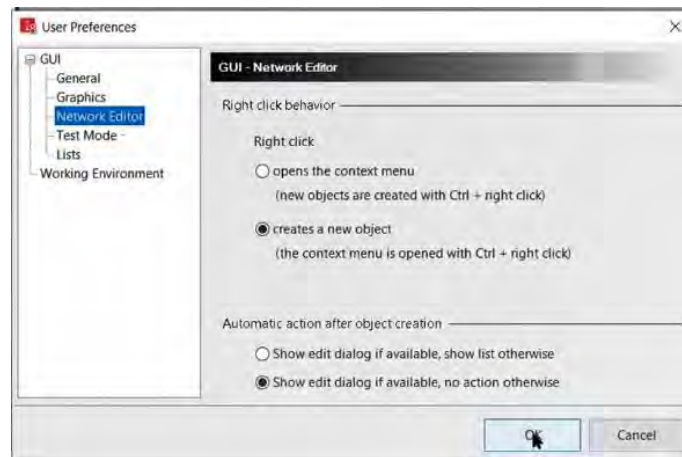 User Preferences
GUI
General
Graphics
Network Editor
Test Mode
Lists
Working Environment
GUI - Network Editor
Right click behavior
Right click
opens the context menu
(new objects are created with Ctrl + right click)
creates a new object
(the context menu is opened with Ctrl + right click)
Automatic action after object creation
Show edit dialog if available, show list otherwise
Show edit dialog if available, no action otherwise
OK
Cancel